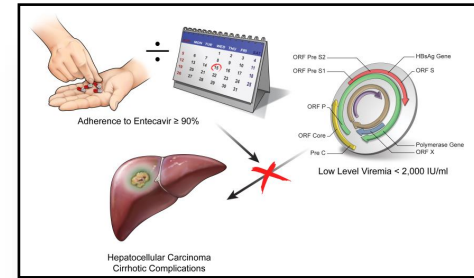 Adherence to Entecavir ≥ 90%
ORF Pre S2
ORF Pre S1
ORF P
ORF Core
Pre C
HBsAg Gene
ORF S
Polymerase Gene
ORF X
Low Level Viremia < 2,000 IU/ml
Hepatocellular Carcinoma
Cirrhotic Complications